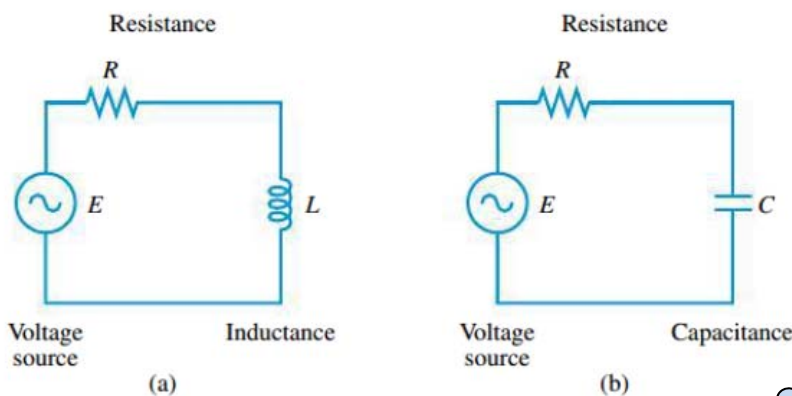 Resistance
R
E
L
Voltage
source
Inductance
(a)
Resistance
R
E
C
Voltage
source
Capacitance
(b)